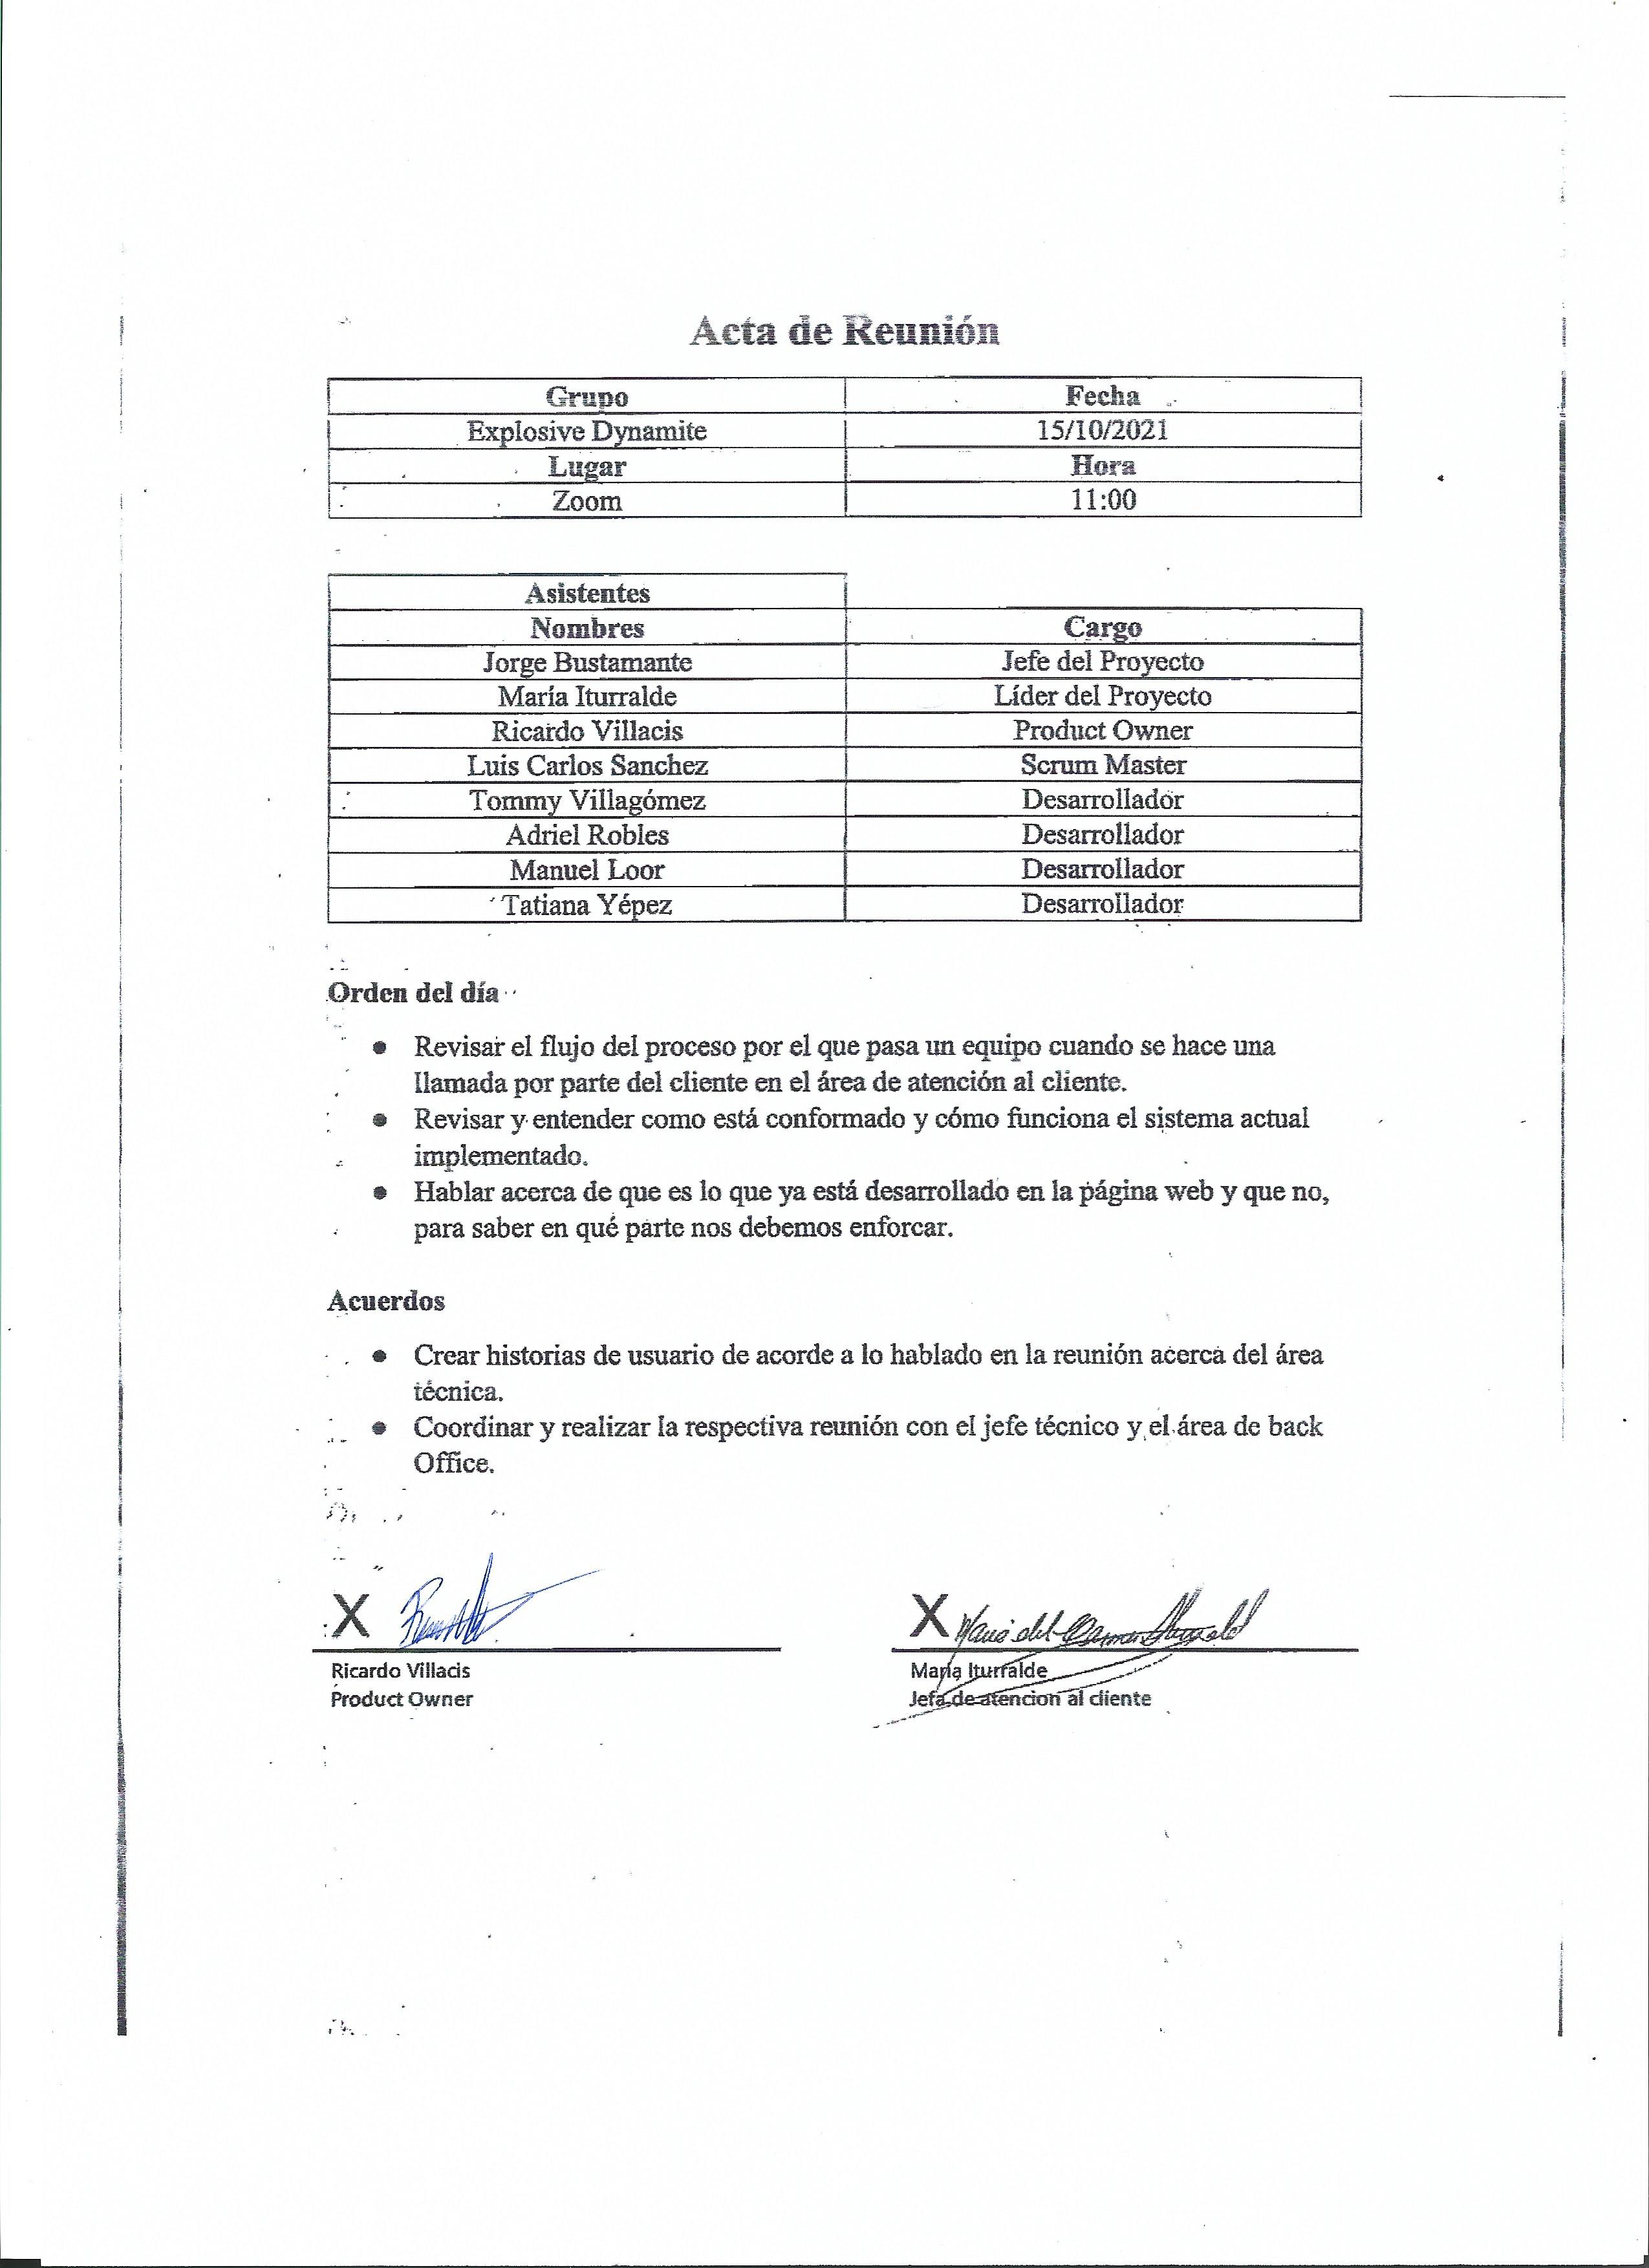 Acta de Reunión
Grupo Fecha
Explosive Dynamite 15/10/2021
Lugar Hora
Zoom 11:00
Asistentes
Nombres Cargo
Jorge Bustamante Jefe del Proyecto
María Iturralde Líder del Proyecto
Ricardo Villacis Product Owner
Luis Carlos Sanchez Scrum Master
Tommy Villagómez Desarrollador
Adriel Robles Desarrollador
Manuel Loor Desarrollador
Tatiana Yépez Desarrollador
Orden del día
● Revisar el flujo del proceso por el que pasa un equipo cuando se hace una
llamada por parte del cliente en el área de atención al cliente.
● Revisar y entender como está conformado y cómo funciona el sistema actual
implementado.
● Hablar acerca de que es lo que ya está desarrollado en la página web y que no,
para saber en qué parte nos debemos enforcar.
Acuerdos
● Crear historias de usuario de acorde a lo hablado en la reunión acerca del área
técnica.
● Coordinar y realizar la respectiva reunión con el jefe técnico y el área de back
Office.
X X María del
Ricardo Villacis María Iturralde
Product Owner Jefa de atencion al cliente